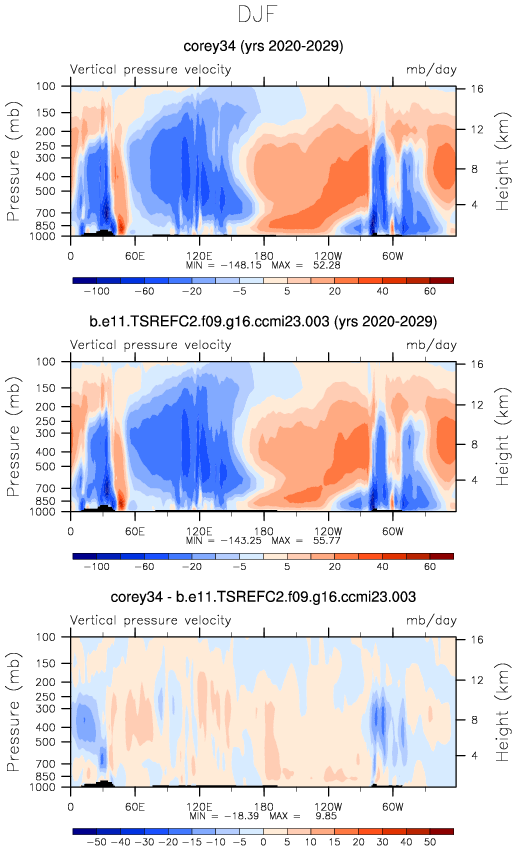 DJF
corey34 (yrs 2020-2029)
Vertical pressure velocity mb/day
Pressure (mb)
100
150
200
250
300
400
500
700
850
1000
Height (km)
16
12
8
4
0 60E 120E 180 120W 60W
MIN = -148.15 MAX = 52.28
-100 -60 -20 -5 5 20 40 60
b.e11.TSREFC2.f09.g16.ccmi23.003 (yrs 2020-2029)
Vertical pressure velocity mb/day
Pressure (mb)
100
150
200
250
300
400
500
700
850
1000
Height (km)
16
12
8
4
0 60E 120E 180 120W 60W
MIN = -143.25 MAX = 55.77
-100 -60 -20 -5 5 20 40 60
corey34 - b.e11.TSREFC2.f09.g16.ccmi23.003
Vertical pressure velocity mb/day
Pressure (mb)
100
150
200
250
300
400
500
700
850
1000
Height (km)
16
12
8
4
0 60E 120E 180 120W 60W
MIN = -18.39 MAX = 9.85
-50 -40 -30 -20 -15 -10 -5 0 5 10 15 20 30 40 50